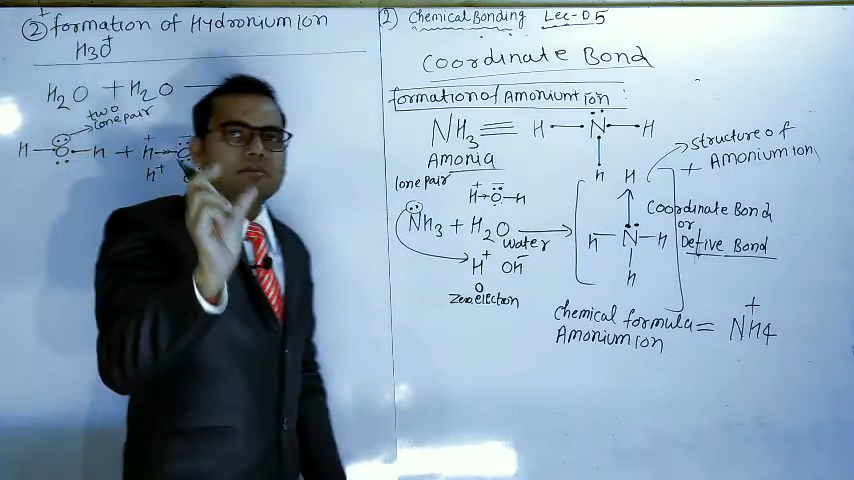 ② formation of Hydronium Ion
H3O+
H2O + H2O
two
lone pair
H—O—H + H+
H+
2) Chemical Bonding Lec-05
Coordinate Bond
formation of Amonium ion:
NH3 ≡ H—N—H
H
Amonia
structure of
Amonium ion
lone pair
H+→O—H
NH3 + H2O →
water
H+ OH-
0
Zero electron
H
H—N—H
H
+
Coordinate Bond
or
Detive Bond
chemical formula = NH4+
Amonium ion